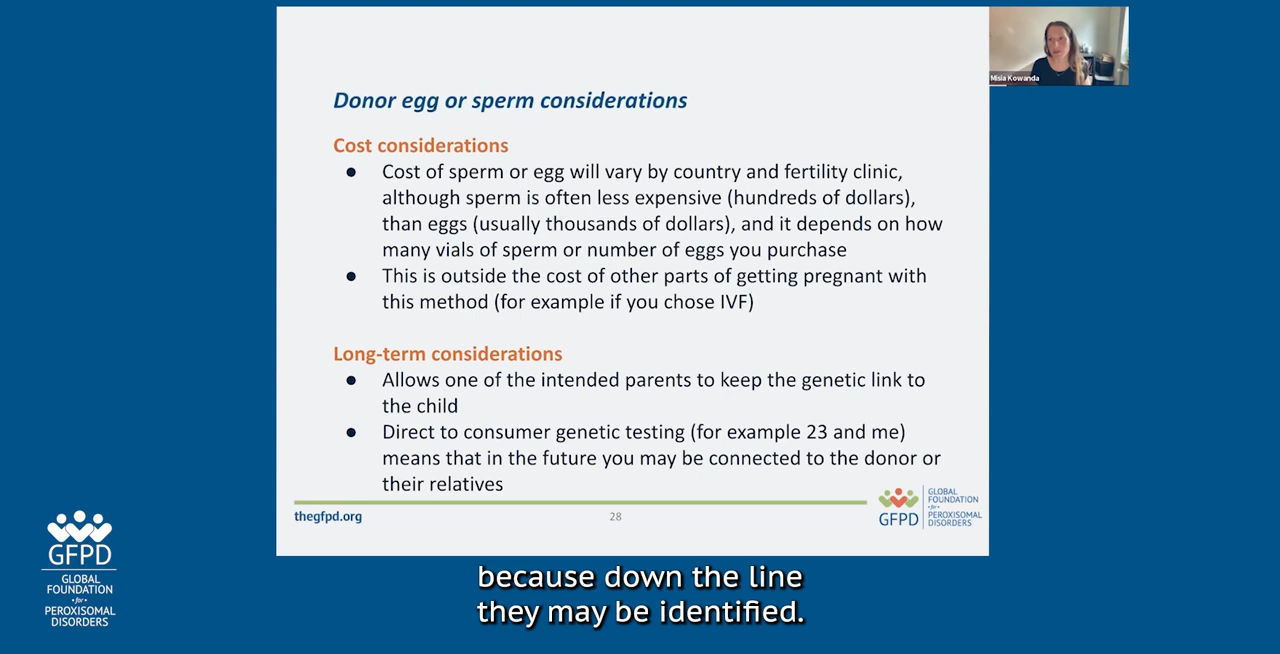 Misia Kowanda
Donor egg or sperm considerations
Cost considerations
● Cost of sperm or egg will vary by country and fertility clinic,
although sperm is often less expensive (hundreds of dollars),
than eggs (usually thousands of dollars), and it depends on how
many vials of sperm or number of eggs you purchase
● This is outside the cost of other parts of getting pregnant with
this method (for example if you chose IVF)
Long-term considerations
● Allows one of the intended parents to keep the genetic link to
the child
● Direct to consumer genetic testing (for example 23 and me)
means that in the future you may be connected to the donor or
their relatives
thegfpd.org
28
GFPD
GLOBAL
FOUNDATION
for
PEROXISOMAL
DISORDERS
GFPD
GLOBAL
FOUNDATION
for
PEROXISOMAL
DISORDERS
because down the line
they may be identified.